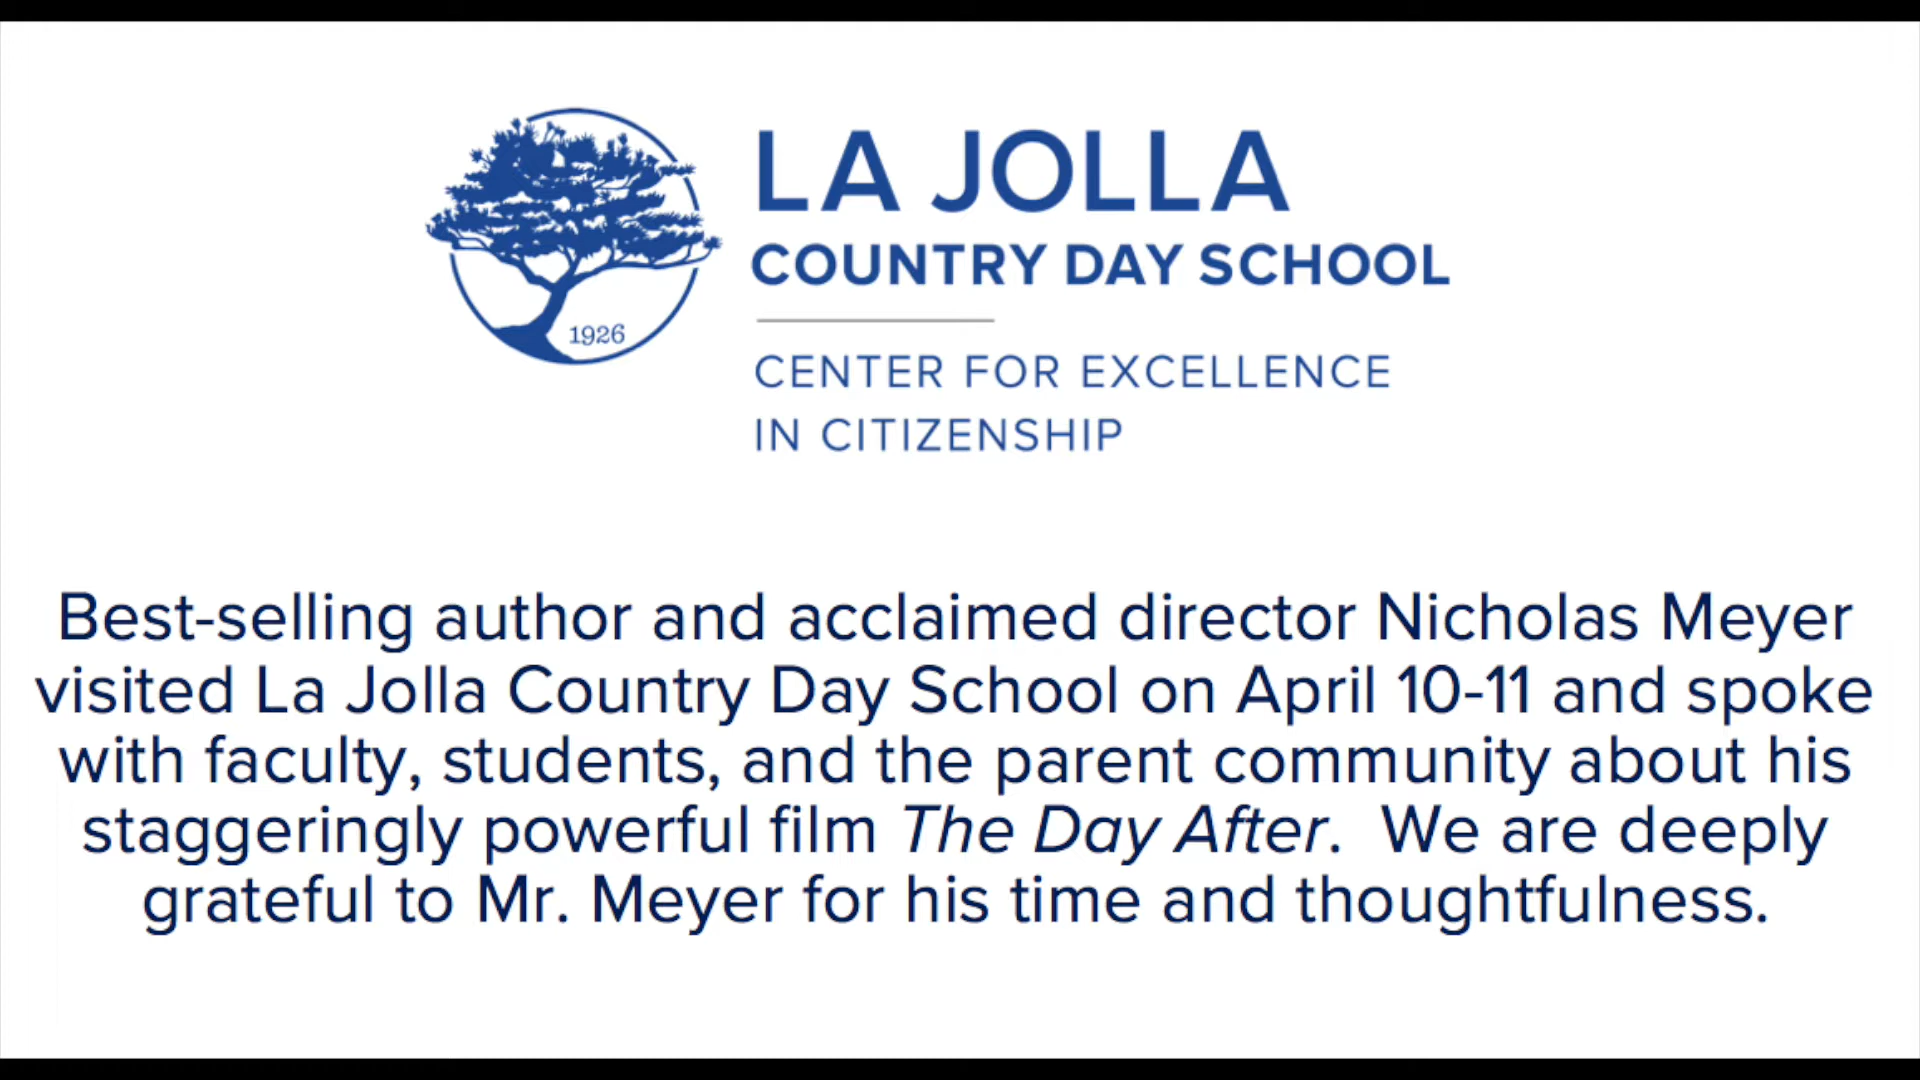 1926
LA JOLLA
COUNTRY DAY SCHOOL
CENTER FOR EXCELLENCE
IN CITIZENSHIP
Best-selling author and acclaimed director Nicholas Meyer
visited La Jolla Country Day School on April 10-11 and spoke
with faculty, students, and the parent community about his
staggeringly powerful film The Day After.  We are deeply
grateful to Mr. Meyer for his time and thoughtfulness.